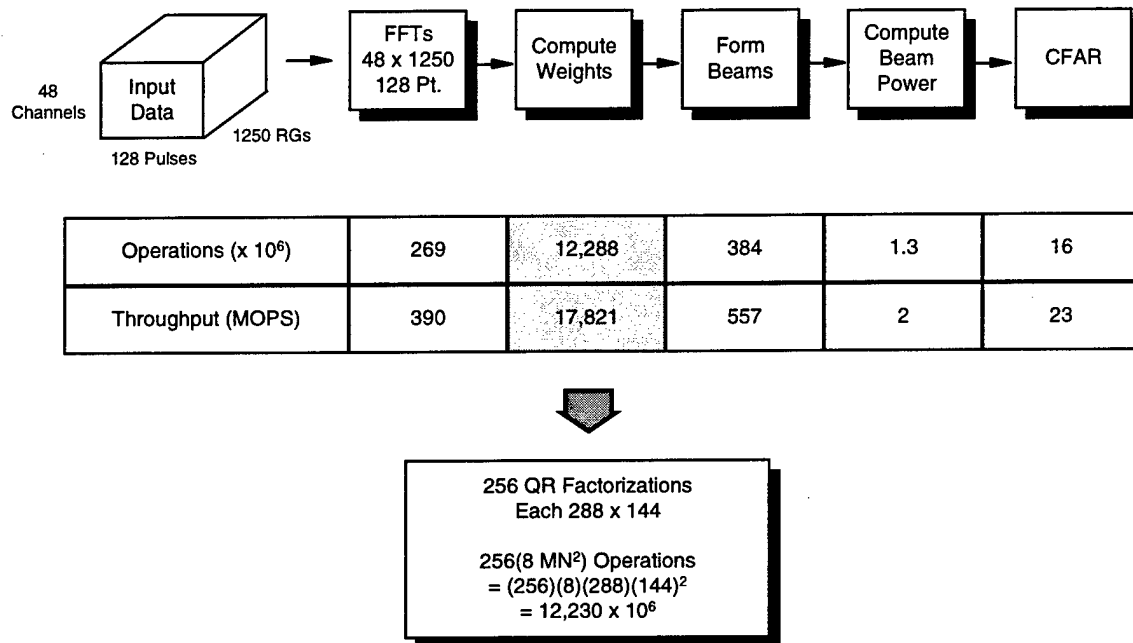 48
Channels
Input
Data
128 Pulses
1250 RGs
FFTs
48 x 1250
128 Pt.
Compute
Weights
Form
Beams
Compute
Beam
Power
CFAR
Operations (x 10⁶) 269 12,288 384 1.3 16
Throughput (MOPS) 390 17,821 557 2 23
256 QR Factorizations
Each 288 x 144
256(8 MN²) Operations
= (256)(8)(288)(144)²
= 12,230 x 10⁶